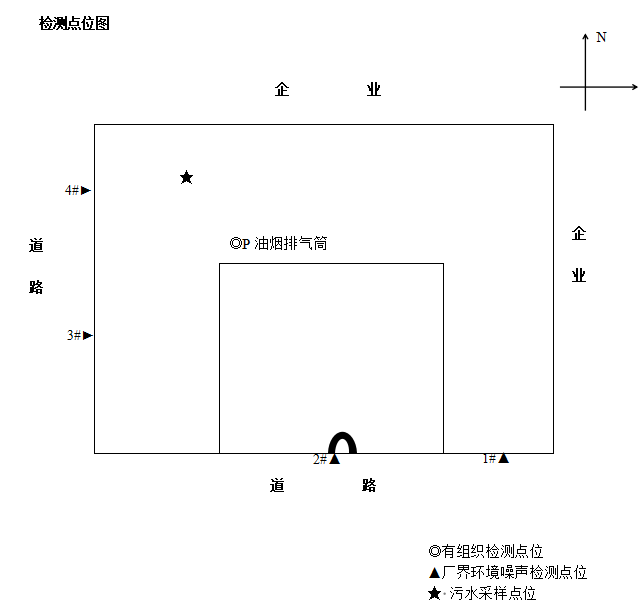 检测点位图
N
企 业
4#▶
★
道
路
企
业
◎P 油烟排气筒
3#▶
2#▲
1#▲
道 路
◎有组织检测点位
▲厂界环境噪声检测点位
★· 污水采样点位